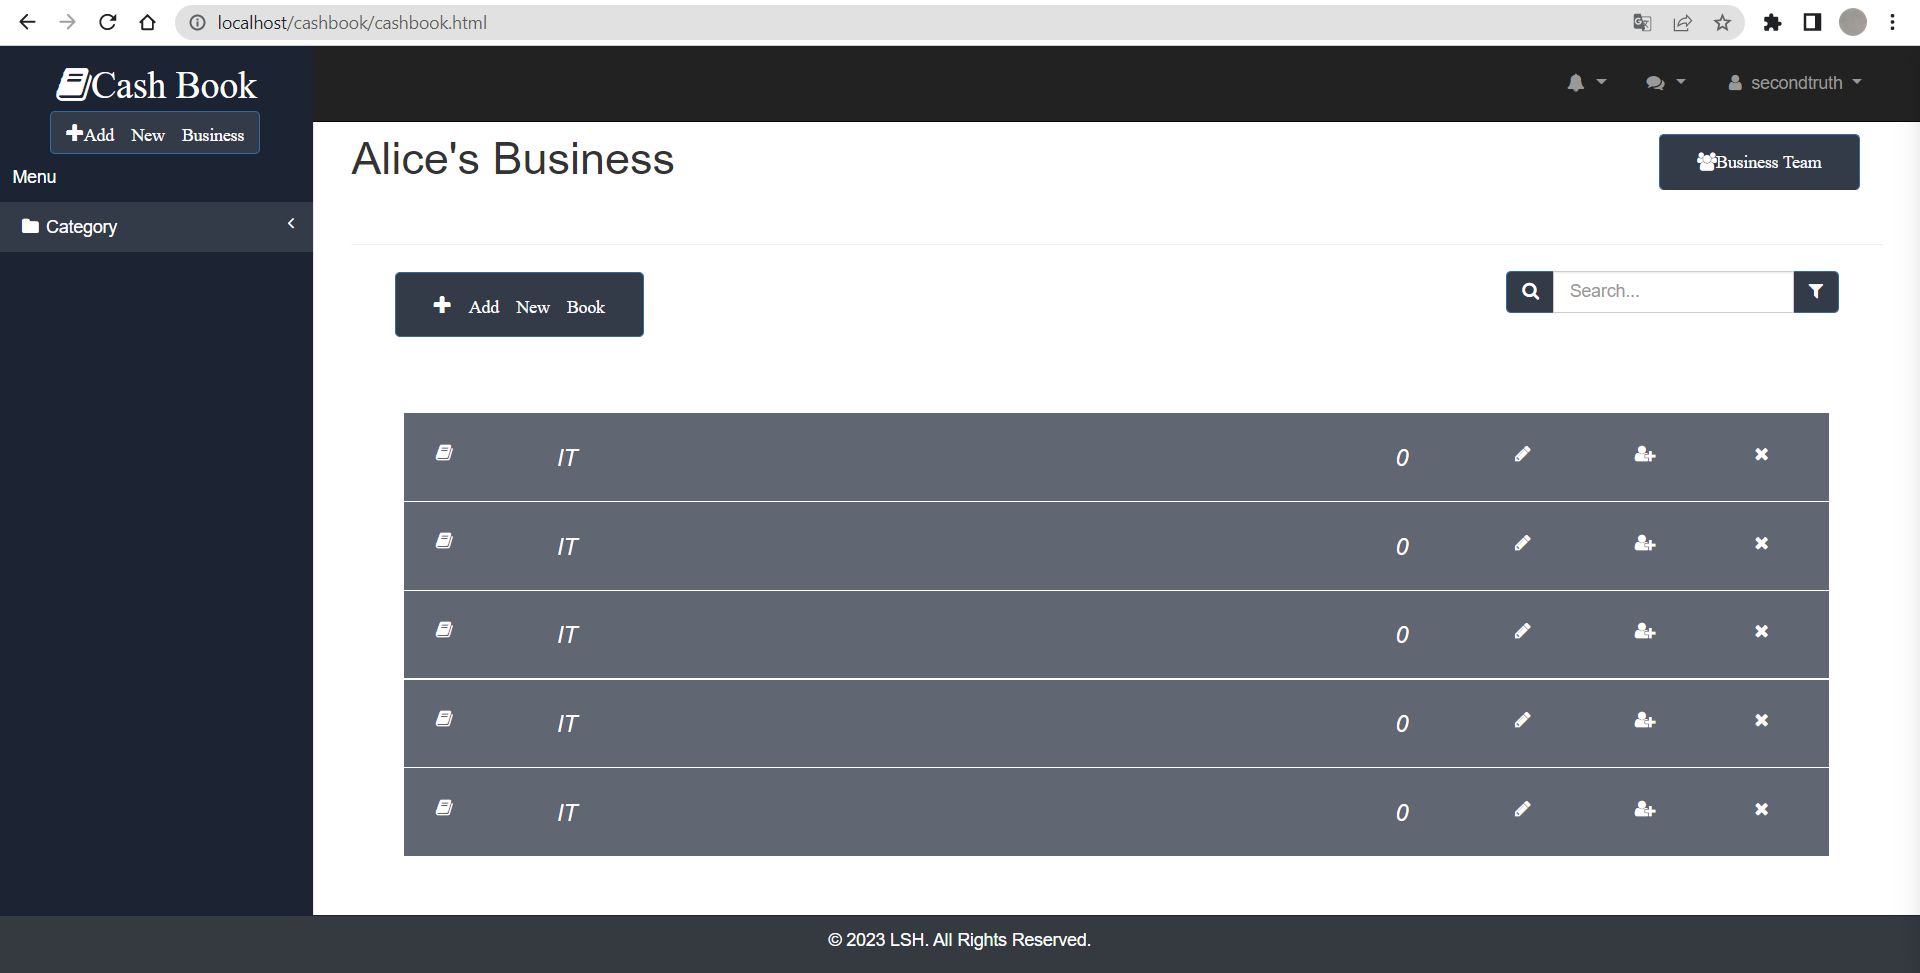 localhost/cashbook/cashbook.html
Cash Book
Add New Business
Menu
Category
secondtruth
Alice's Business
Business Team
Add New Book
Search...
IT 0
IT 0
IT 0
IT 0
IT 0
© 2023 LSH. All Rights Reserved.